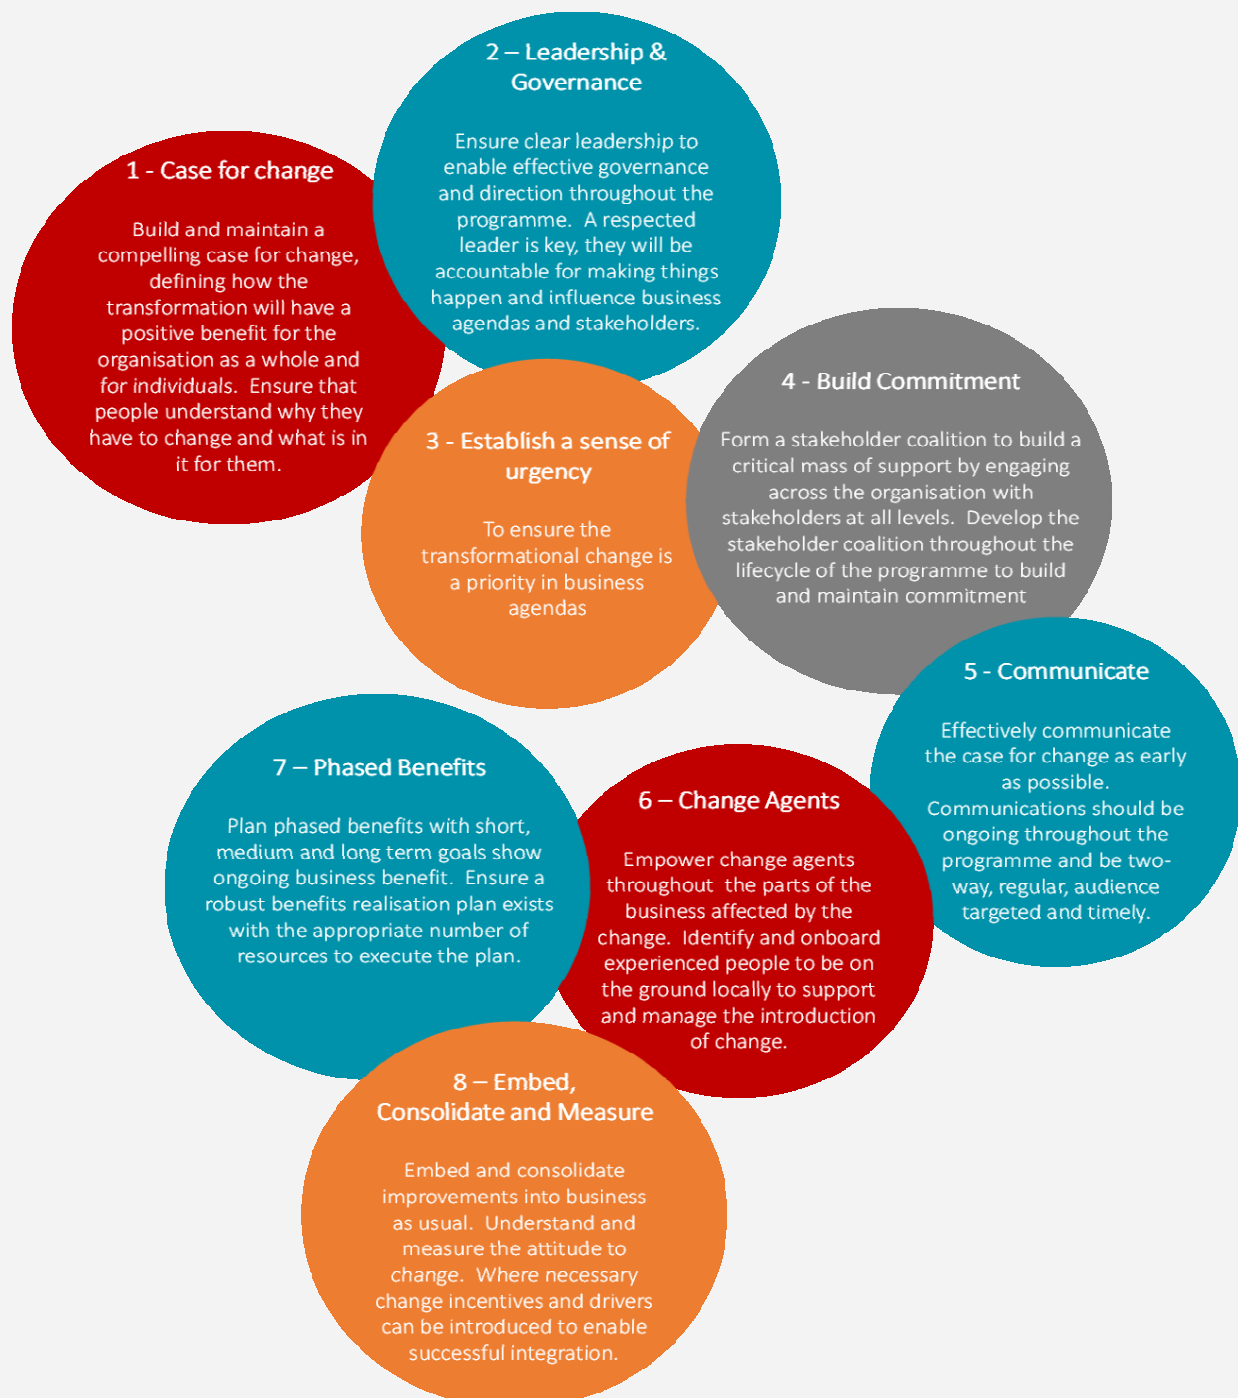 1 - Case for change
Build and maintain a
compelling case for change,
defining how the
transformation will have a
positive benefit for the
organisation as a whole and
for individuals.  Ensure that
people understand why they
have to change and what is in
it for them.
2 – Leadership &
Governance
Ensure clear leadership to
enable effective governance
and direction throughout the
programme.  A respected
leader is key, they will be
accountable for making things
happen and influence business
agendas and stakeholders.
3 - Establish a sense of
urgency
To ensure the
transformational change is
a priority in business
agendas
4 - Build Commitment
Form a stakeholder coalition to build a
critical mass of support by engaging
across the organisation with
stakeholders at all levels.  Develop the
stakeholder coalition throughout the
lifecycle of the programme to build
and maintain commitment
5 - Communicate
Effectively communicate
the case for change as early
as possible.
Communications should be
ongoing throughout the
programme and be two-
way, regular, audience
targeted and timely.
6 – Change Agents
Empower change agents
throughout  the parts of the
business affected by the
change.  Identify and onboard
experienced people to be on
the ground locally to support
and manage the introduction
of change.
7 – Phased Benefits
Plan phased benefits with short,
medium and long term goals show
ongoing business benefit.  Ensure a
robust benefits realisation plan exists
with the appropriate number of
resources to execute the plan.
8 – Embed,
Consolidate and Measure
Embed and consolidate
improvements into business
as usual.  Understand and
measure the attitude to
change.  Where necessary
change incentives and drivers
can be introduced to enable
successful integration.